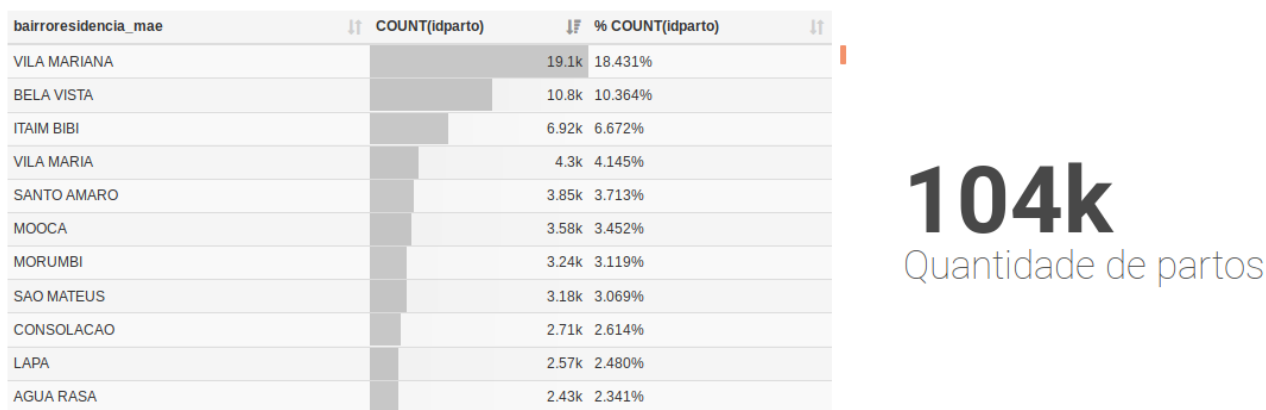 bairroresidencia_mae COUNT(idparto) % COUNT(idparto)
VILA MARIANA 19.1k 18.431%
BELA VISTA 10.8k 10.364%
ITAIM BIBI 6.92k 6.672%
VILA MARIA 4.3k 4.145%
SANTO AMARO 3.85k 3.713%
MOOCA 3.58k 3.452%
MORUMBI 3.24k 3.119%
SAO MATEUS 3.18k 3.069%
CONSOLACAO 2.71k 2.614%
LAPA 2.57k 2.480%
AGUA RASA 2.43k 2.341%
104k
Quantidade de partos